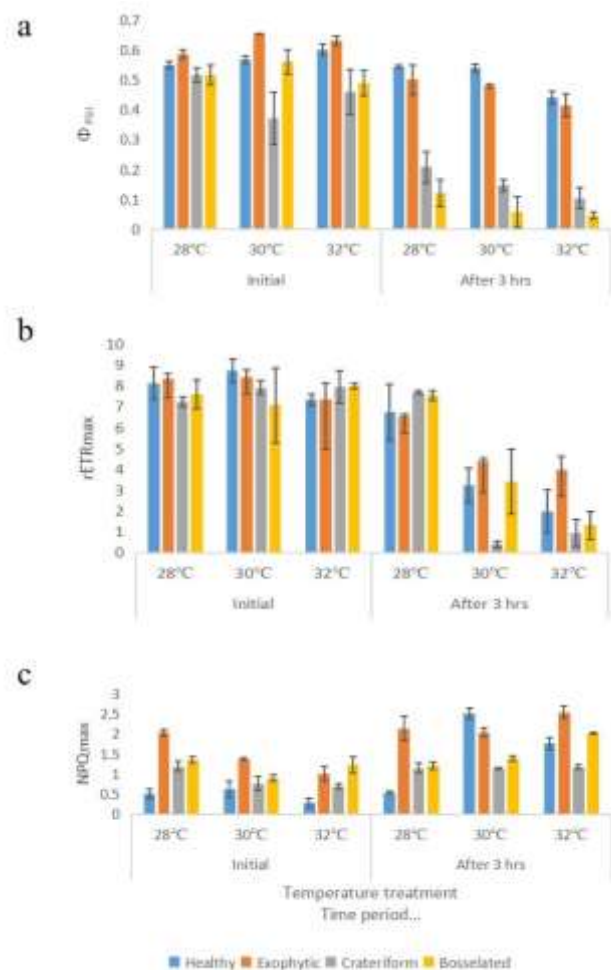 a
0.7
0.6
0.5
0.4
0.3
0.2
0.1
0
Φ PSII
28°C 30°C 32°C 28°C 30°C 32°C
Initial After 3 hrs
b
10
9
8
7
6
5
4
3
2
1
0
rETRmax
28°C 30°C 32°C 28°C 30°C 32°C
Initial After 3 hrs
c
3
2.5
2
1.5
1
0.5
0
NPQmax
28°C 30°C 32°C 28°C 30°C 32°C
Initial After 3 hrs
Temperature treatment
Time period...
Healthy Exophytic Crateriform Bosselated